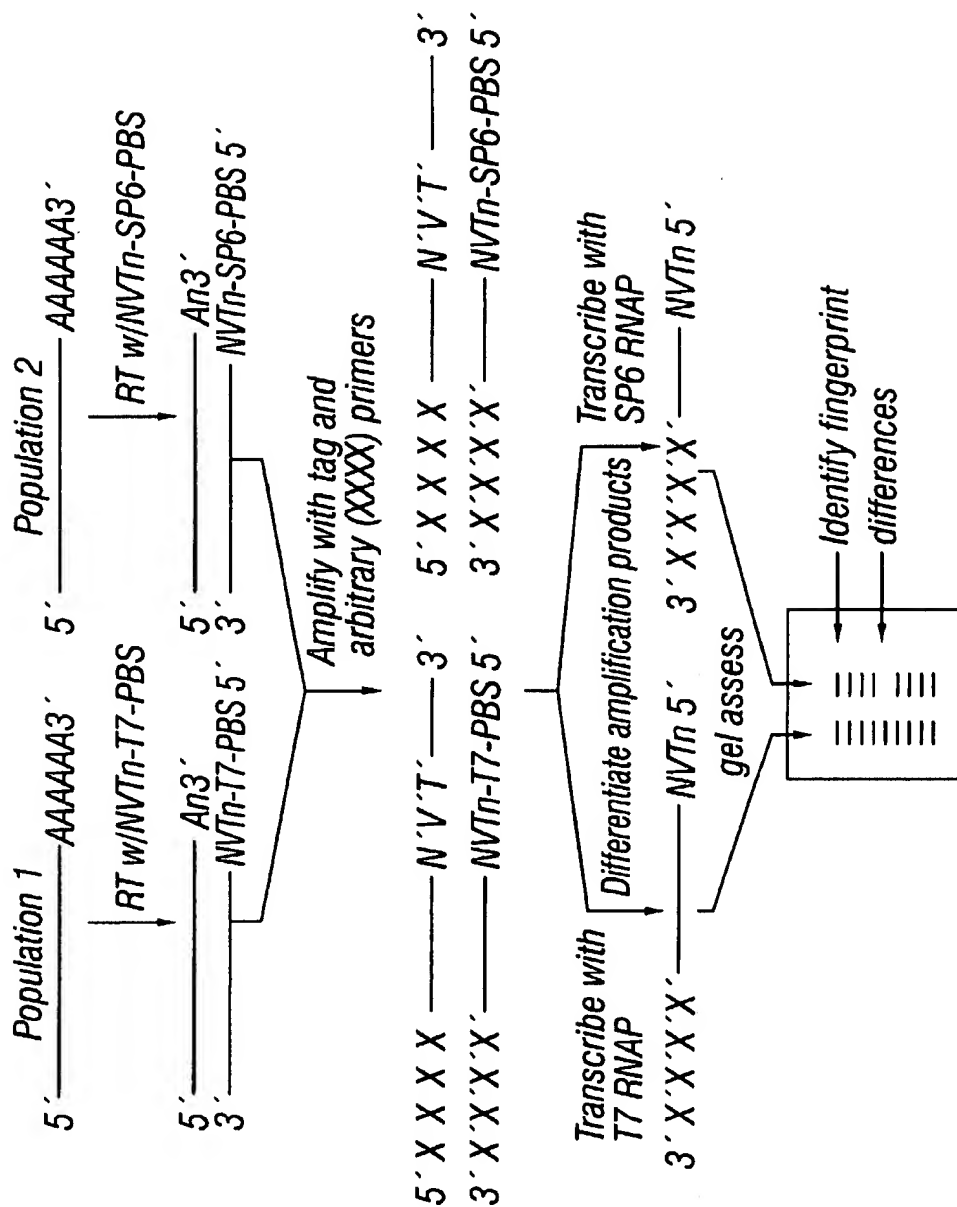 Population 1
Population 2
5´ AAAAAA3´
5´ AAAAAA3´
RT w/NVTn-T7-PBS
RT w/NVTn-SP6-PBS
5´ An3´
3´ NVTn-T7-PBS 5´
5´ An3´
3´ NVTn-SP6-PBS 5´
Amplify with tag and
arbitrary (XXXX) primers
5´ X X X X N´V´T´ 3´
3´ X´X´X´X´ NVTn-T7-PBS 5´
5´ X X X X N´V´T´ 3´
3´ X´X´X´X´ NVTn-SP6-PBS 5´
Transcribe with
T7 RNAP
Differentiate amplification products
Transcribe with
SP6 RNAP
3´ X´X´X´X´ NVTn 5´
3´ X´X´X´X´ NVTn 5´
gel assess
Identify fingerprint
differences